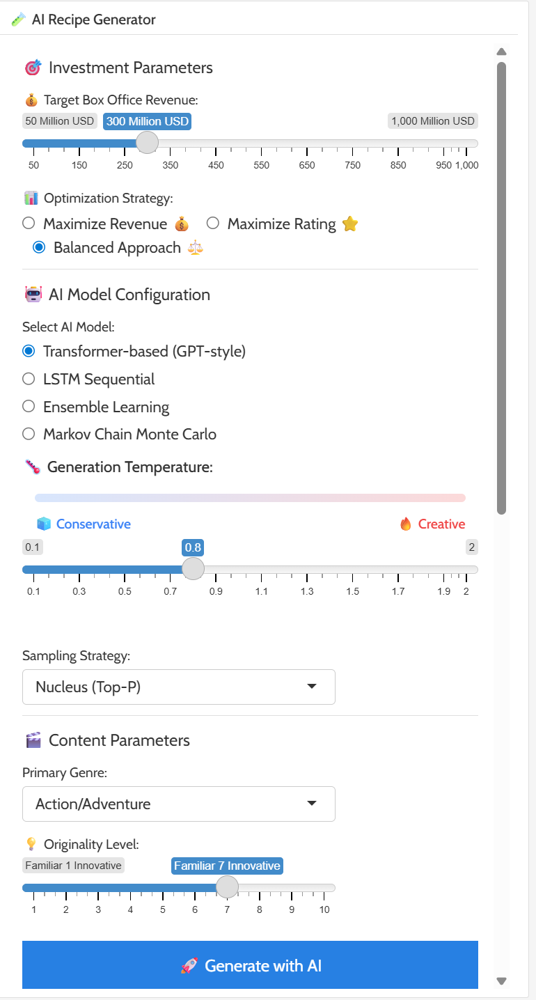 AI Recipe Generator
Investment Parameters
Target Box Office Revenue:
50 Million USD 300 Million USD 1,000 Million USD
50 150 250 350 450 550 650 750 850 950 1,000
Optimization Strategy:
Maximize Revenue Maximize Rating
Balanced Approach
AI Model Configuration
Select AI Model:
Transformer-based (GPT-style)
LSTM Sequential
Ensemble Learning
Markov Chain Monte Carlo
Generation Temperature:
Conservative Creative
0.1 0.8 2
0.1 0.3 0.5 0.7 0.9 1.1 1.3 1.5 1.7 1.9 2
Sampling Strategy:
Nucleus (Top-P)
Content Parameters
Primary Genre:
Action/Adventure
Originality Level:
Familiar 1 Innovative Familiar 7 Innovative
1 2 3 4 5 6 7 8 9 10
Generate with AI